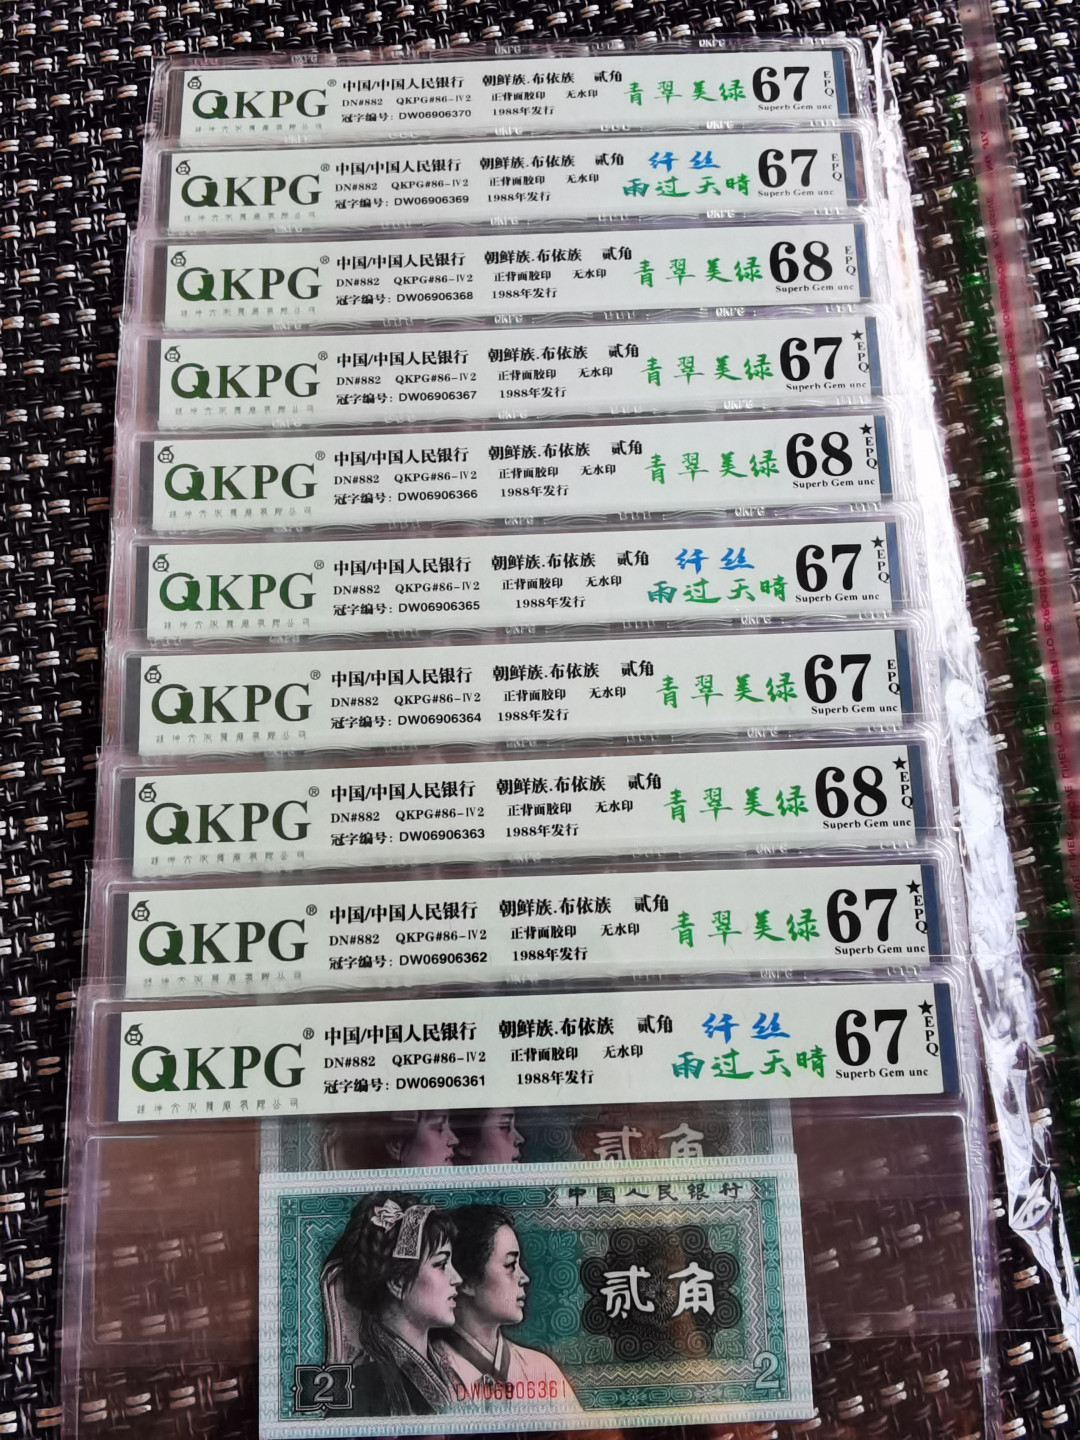 QKPG®
中国/中国人民银行 朝鲜族.布依族 贰角
DN#882 QKPG#86-IV2 正背面胶印 无水印
冠字编号: DW06906370 1988年发行
青翠美绿
67 EPQ
Superb Gem unc
QKPG®
中国/中国人民银行 朝鲜族.布依族 贰角
DN#882 QKPG#86-IV2 正背面胶印 无水印
冠字编号: DW06906369 1988年发行
纤丝
雨过天晴
67 EPQ
Superb Gem unc
QKPG®
中国/中国人民银行 朝鲜族.布依族 贰角
DN#882 QKPG#86-IV2 正背面胶印 无水印
冠字编号: DW06906368 1988年发行
青翠美绿
68 EPQ
Superb Gem unc
QKPG®
中国/中国人民银行 朝鲜族.布依族 贰角
DN#882 QKPG#86-IV2 正背面胶印 无水印
冠字编号: DW06906367 1988年发行
青翠美绿
67 ★EPQ
Superb Gem unc
QKPG®
中国/中国人民银行 朝鲜族.布依族 贰角
DN#882 QKPG#86-IV2 正背面胶印 无水印
冠字编号: DW06906366 1988年发行
青翠美绿
68 ★EPQ
Superb Gem unc
QKPG®
中国/中国人民银行 朝鲜族.布依族 贰角
DN#882 QKPG#86-IV2 正背面胶印 无水印
冠字编号: DW06906365 1988年发行
纤丝
雨过天晴
67 ★EPQ
Superb Gem unc
QKPG®
中国/中国人民银行 朝鲜族.布依族 贰角
DN#882 QKPG#86-IV2 正背面胶印 无水印
冠字编号: DW06906364 1988年发行
青翠美绿
67 EPQ
Superb Gem unc
QKPG®
中国/中国人民银行 朝鲜族.布依族 贰角
DN#882 QKPG#86-IV2 正背面胶印 无水印
冠字编号: DW06906363 1988年发行
青翠美绿
68 ★EPQ
Superb Gem unc
QKPG®
中国/中国人民银行 朝鲜族.布依族 贰角
DN#882 QKPG#86-IV2 正背面胶印 无水印
冠字编号: DW06906362 1988年发行
青翠美绿
67 ★EPQ
Superb Gem unc
QKPG®
中国/中国人民银行 朝鲜族.布依族 贰角
DN#882 QKPG#86-IV2 正背面胶印 无水印
冠字编号: DW06906361 1988年发行
纤丝
雨过天晴
67 ★EPQ
Superb Gem unc
贰角
中国人民银行
贰角
2
2
DW06906361